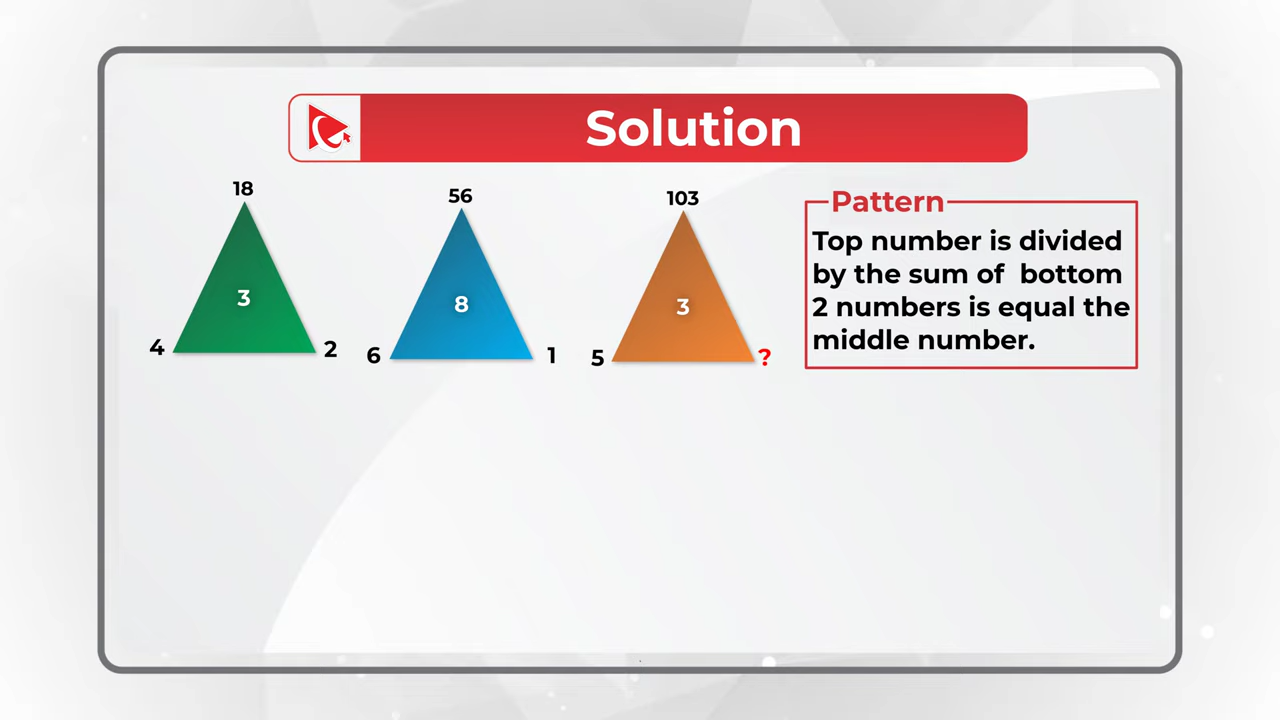 Solution
18
56
103
Pattern
3
8
3
4
2
6
1
5
?
Top number is divided
by the sum of bottom
2 numbers is equal the
middle number.